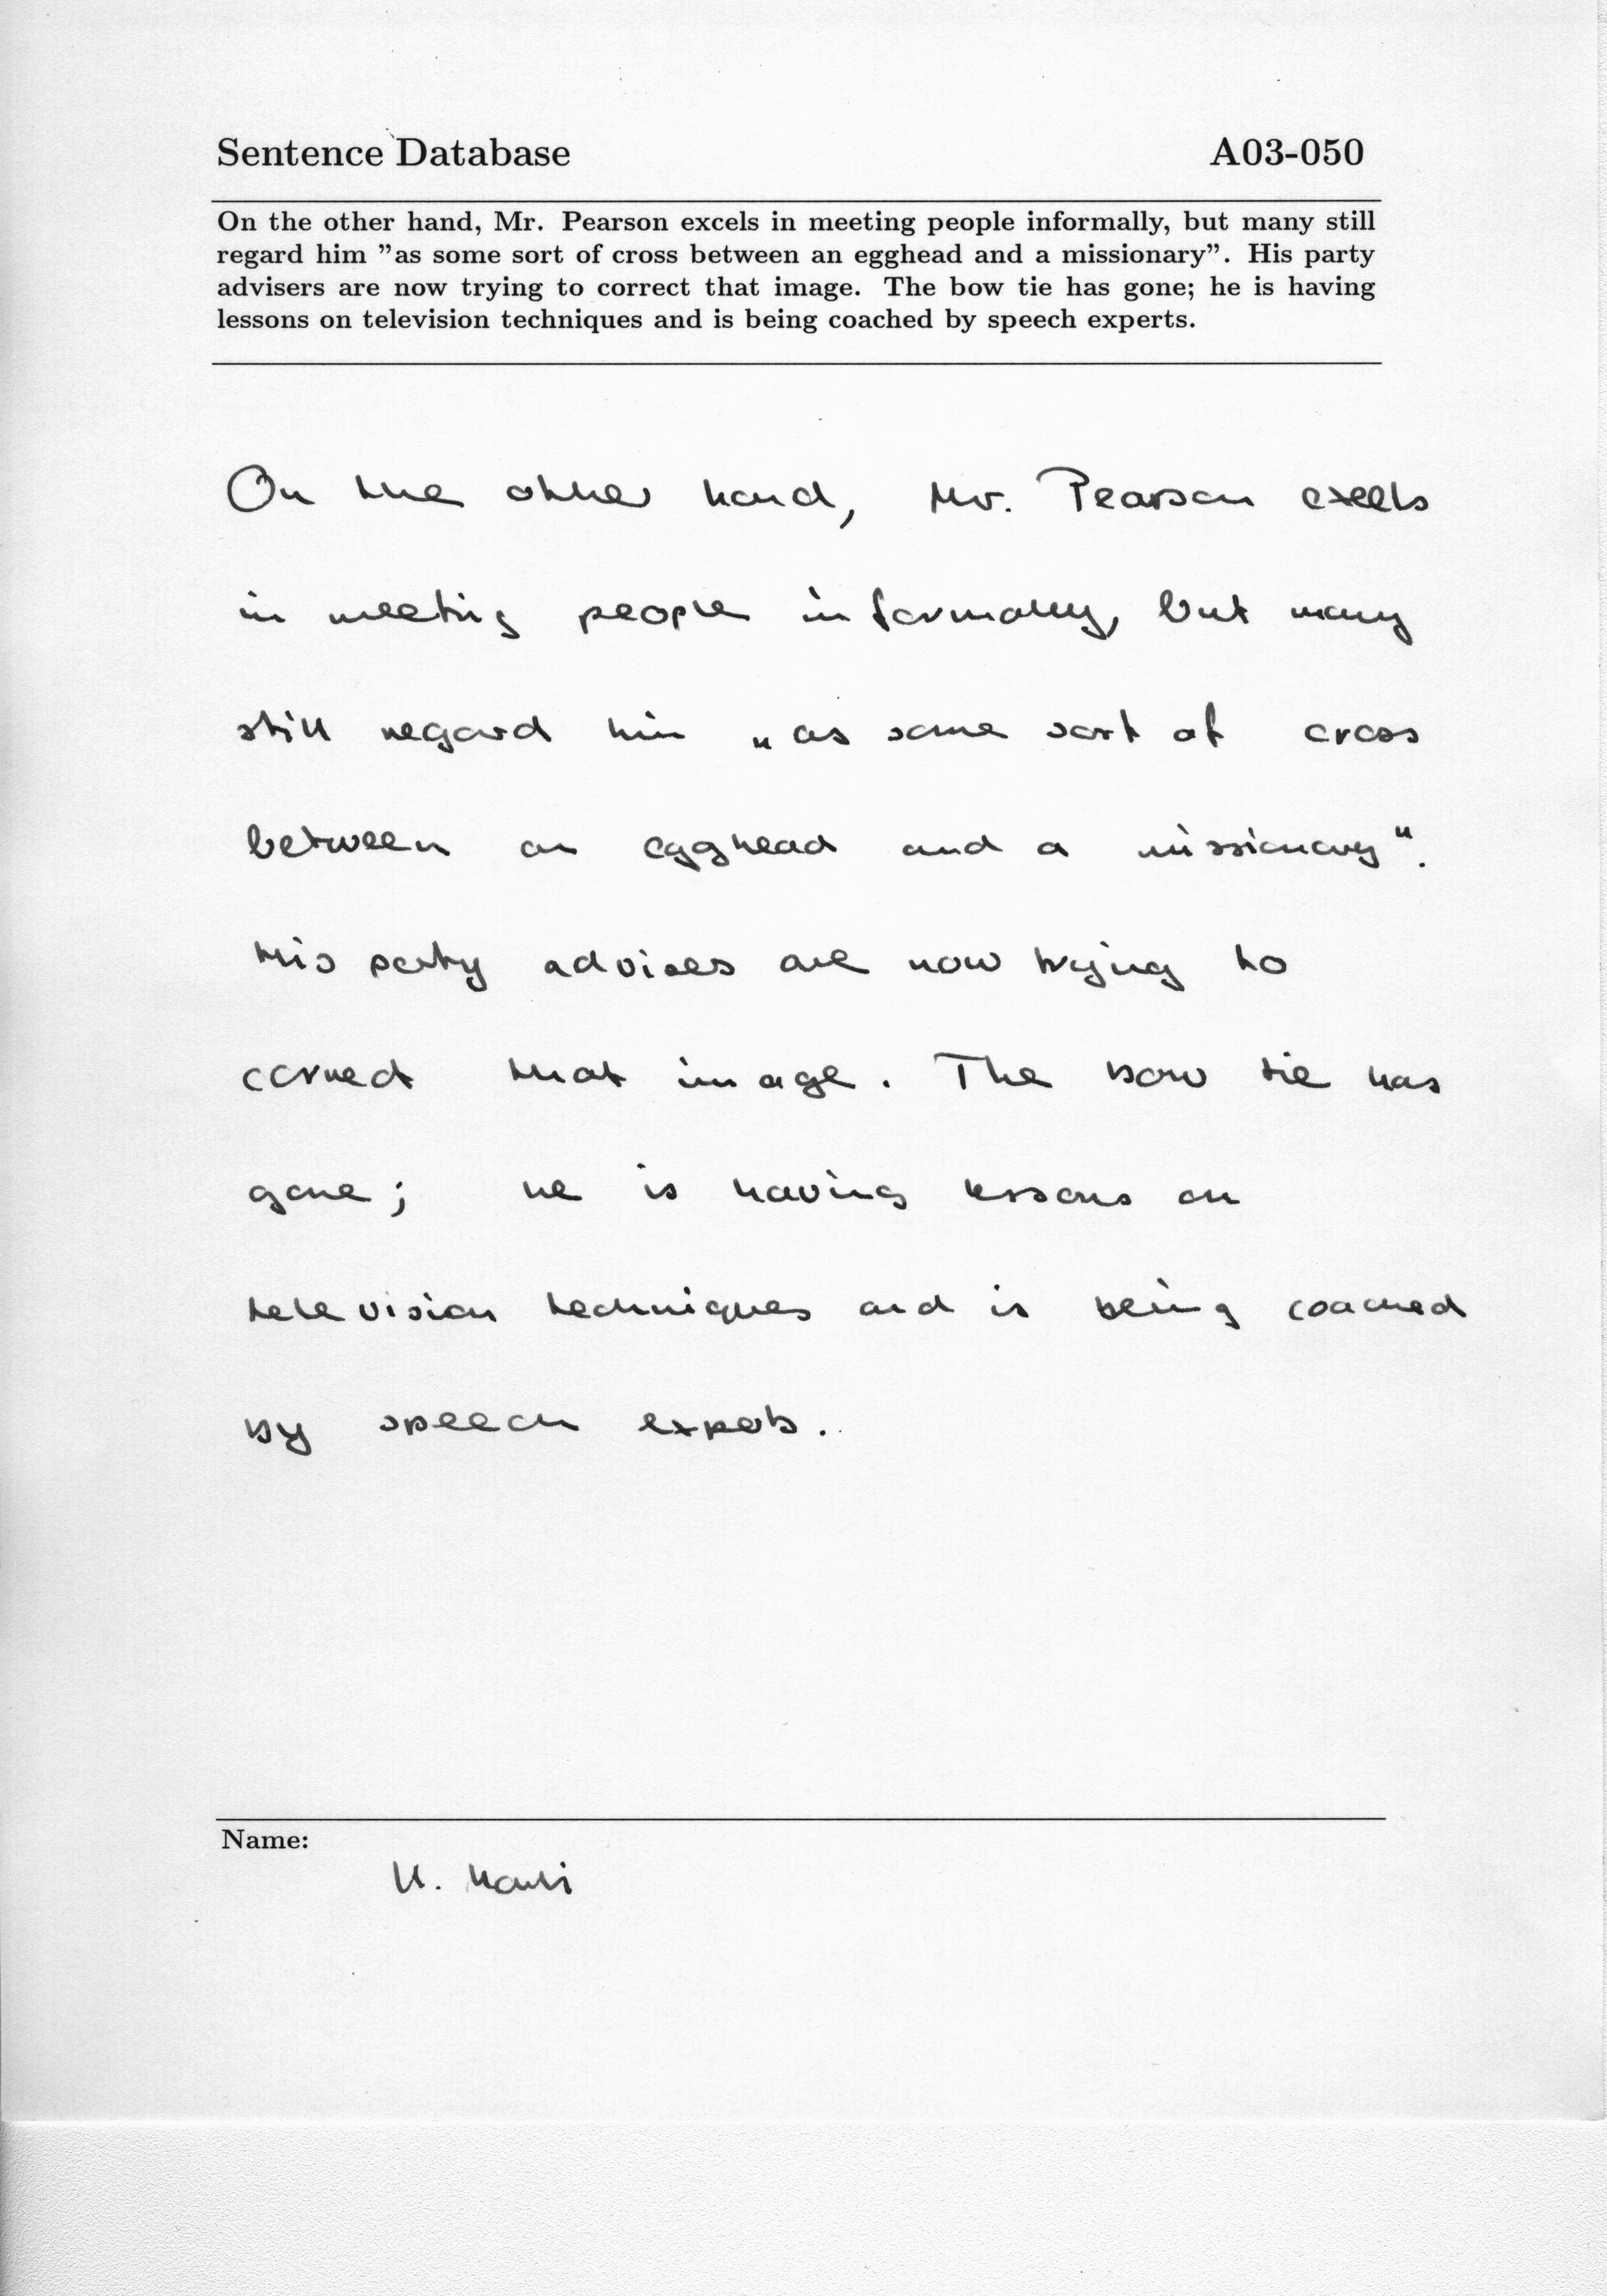 Sentence Database A03-050
On the other hand, Mr. Pearson excels in meeting people informally, but many still
regard him ”as some sort of cross between an egghead and a missionary”. His party
advisers are now trying to correct that image. The bow tie has gone; he is having
lessons on television techniques and is being coached by speech experts.
On the other hand, Mr. Pearson exels
in meeting people informally, but many
still regard him „as some sort of cross
between an egghead and a missionary“.
His party advisers are now trying to
correct that image. The bow tie has
gone; he is having lessons on
television techniques and is being coached
by speech experts.
Name: